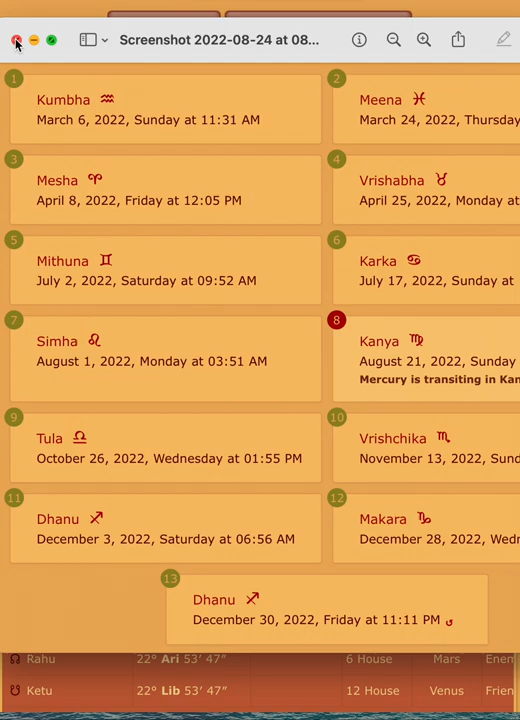 Screenshot 2022-08-24 at 08...
1
Kumbha ♒
March 6, 2022, Sunday at 11:31 AM
2
Meena ♓
March 24, 2022, Thursday
3
Mesha ♈
April 8, 2022, Friday at 12:05 PM
4
Vrishabha ♉
April 25, 2022, Monday at
5
Mithuna ♊
July 2, 2022, Saturday at 09:52 AM
6
Karka ♋
July 17, 2022, Sunday at
7
Simha ♌
August 1, 2022, Monday at 03:51 AM
8
Kanya ♍
August 21, 2022, Sunday
Mercury is transiting in Kan
9
Tula ♎
October 26, 2022, Wednesday at 01:55 PM
10
Vrishchika ♏
November 13, 2022, Sund
11
Dhanu ♐
December 3, 2022, Saturday at 06:56 AM
12
Makara ♑
December 28, 2022, Wedn
13
Dhanu ♐
December 30, 2022, Friday at 11:11 PM ↺
☊ Rahu 22° Ari 53' 47" 6 House Mars Enem
☋ Ketu 22° Lib 53' 47" 12 House Venus Frien